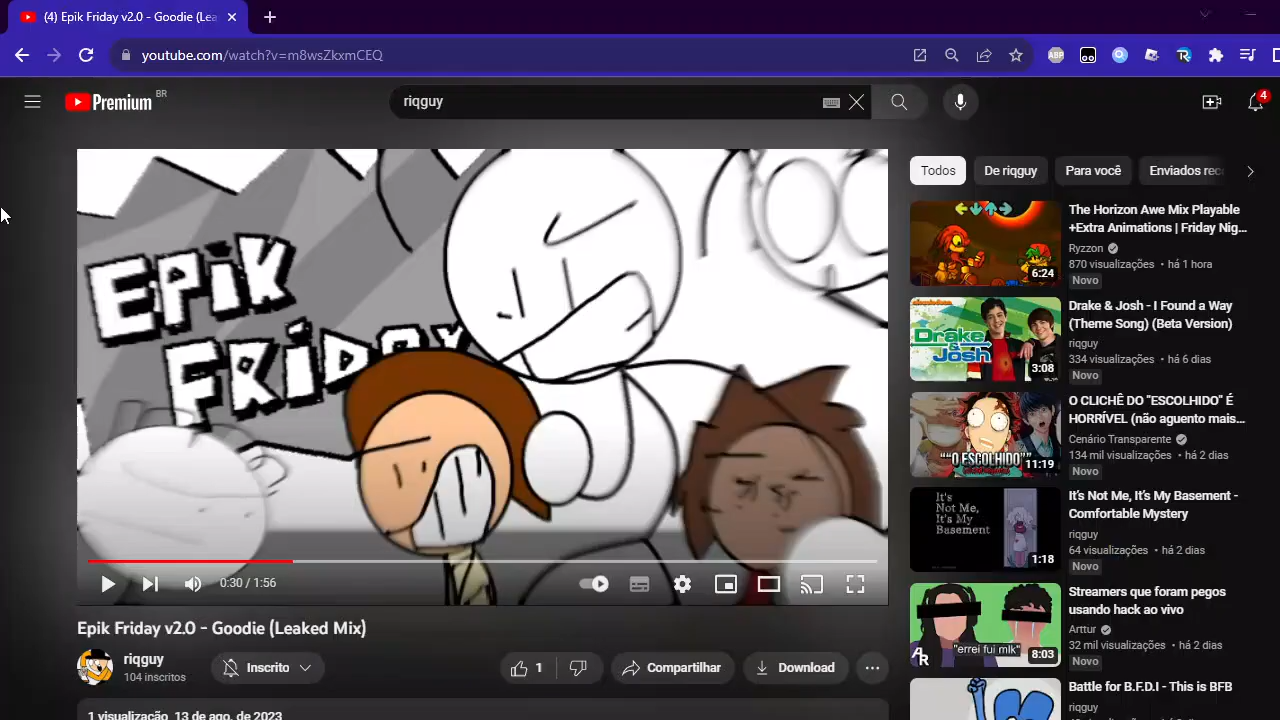 (4) Epik Friday v2.0 - Goodie (Lea
youtube.com/watch?v=m8wsZkxmCEQ
ABP
Premium BR
riqguy
4
EPIK
FRIDAY
0:30 / 1:56
Epik Friday v2.0 - Goodie (Leaked Mix)
riqguy
104 inscritos
Inscrito
1
Compartilhar
Download
1 visualização 13 de ago. de 2023
Todos
De riqguy
Para você
Enviados rec
The Horizon Awe Mix Playable
+Extra Animations | Friday Nig...
Ryzzon
870 visualizações • há 1 hora
Novo
6:24
Drake & Josh - I Found a Way
(Theme Song) (Beta Version)
riqguy
334 visualizações • há 6 dias
Novo
Drake
& Josh
3:08
O CLICHÊ DO "ESCOLHIDO" É
HORRÍVEL (não aguento mais...
Cenário Transparente
134 mil visualizações • há 2 dias
Novo
""O ESCOLHIDO"
11:19
It's Not Me, It's My Basement -
Comfortable Mystery
riqguy
64 visualizações • há 2 dias
Novo
It's
Not Me,
It's My
Basement
1:18
Streamers que foram pegos
usando hack ao vivo
Arttur
32 mil visualizações • há 2 dias
Novo
"errei fui mlk"
8:03
Battle for B.F.D.I - This is BFB
riqguy